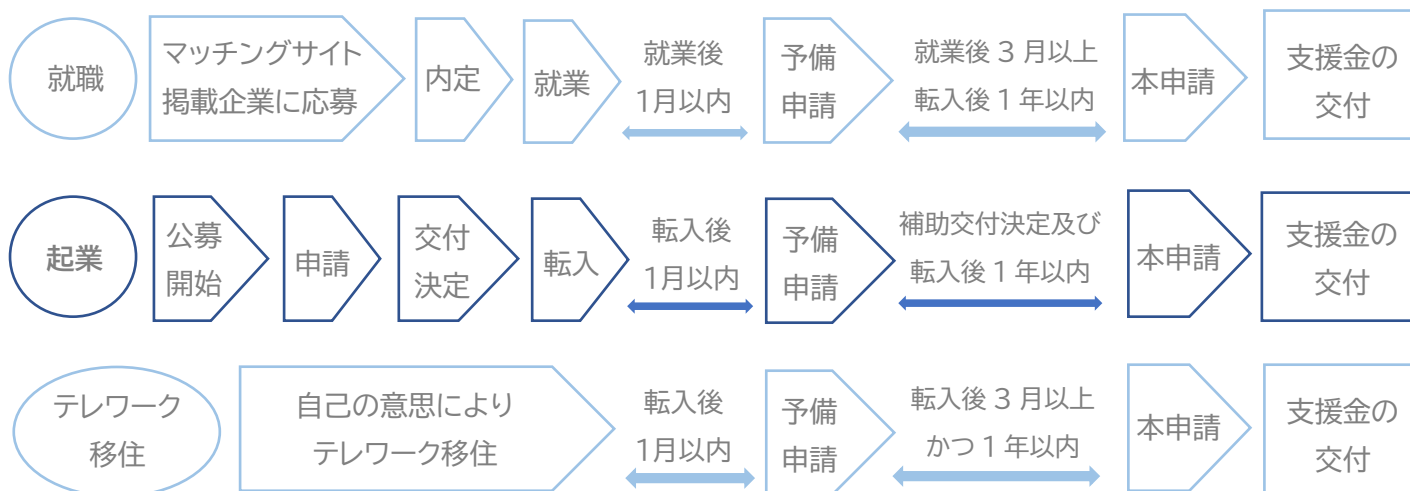 就職
マッチングサイト
掲載企業に応募
内定
就業
就業後
1月以内
予備
申請
就業後3月以上
転入後1年以内
本申請
支援金の
交付
起業
公募
開始
申請
交付
決定
転入
転入後
1月以内
予備
申請
補助交付決定及び
転入後1年以内
本申請
支援金の
交付
テレワーク
移住
自己の意思により
テレワーク移住
転入後
1月以内
予備
申請
転入後3月以上
かつ1年以内
本申請
支援金の
交付